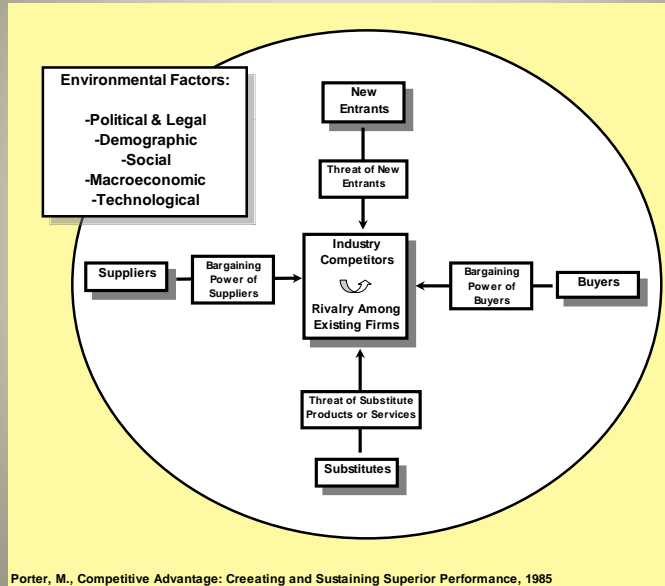 Environmental Factors:
-Political & Legal
-Demographic
-Social
-Macroeconomic
-Technological
New
Entrants
Threat of New
Entrants
Suppliers
Bargaining
Power of
Suppliers
Industry
Competitors
Rivalry Among
Existing Firms
Bargaining
Power of
Buyers
Buyers
Threat of Substitute
Products or Services
Substitutes
Porter, M., Competitive Advantage: Creeating and Sustaining Superior Performance, 1985